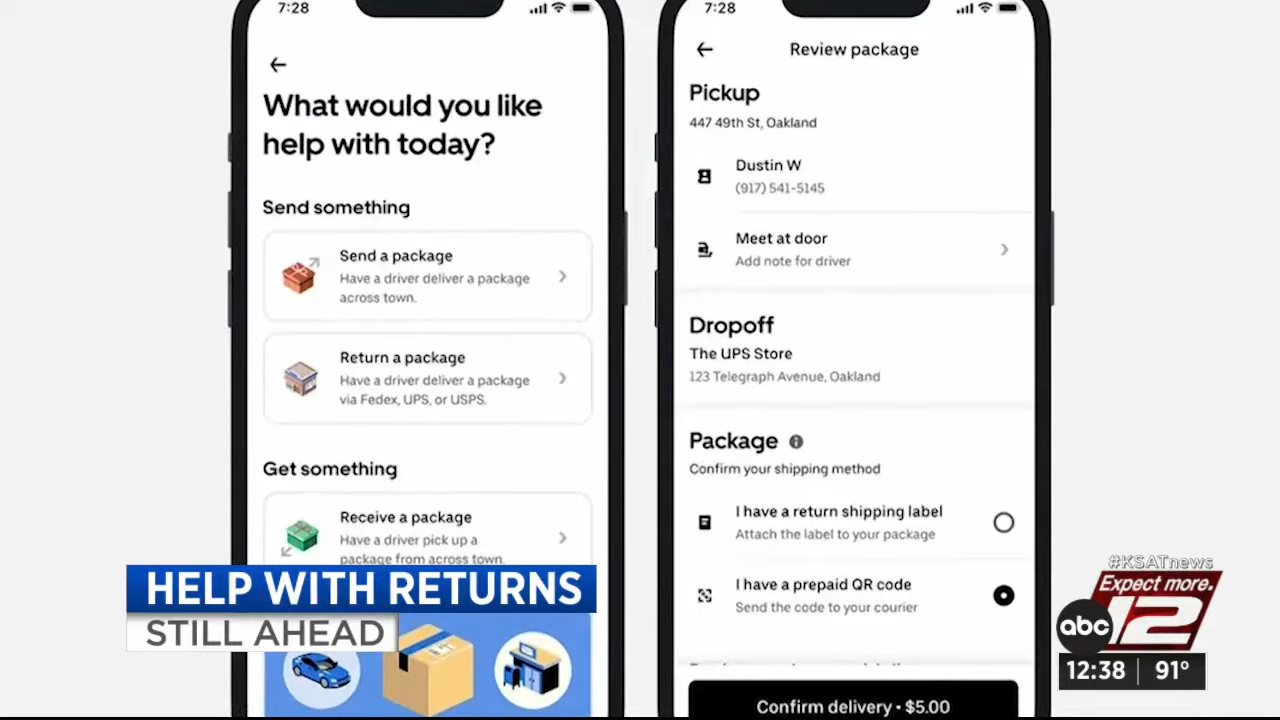 7:28
What would you like
help with today?
Send something
Send a package
Have a driver deliver a package
across town.
Return a package
Have a driver deliver a package
via Fedex, UPS, or USPS.
Get something
Receive a package
Have a driver pick up a
package from across town.
7:28
Review package
Pickup
447 49th St, Oakland
Dustin W
(917) 541-5145
Meet at door
Add note for driver
Dropoff
The UPS Store
123 Telegraph Avenue, Oakland
Package
Confirm your shipping method
I have a return shipping label
Attach the label to your package
I have a prepaid QR code
Send the code to your courier
Confirm delivery • $5.00
HELP WITH RETURNS
STILL AHEAD
#KSATnews
Expect more.
abc 12
12:38 91°